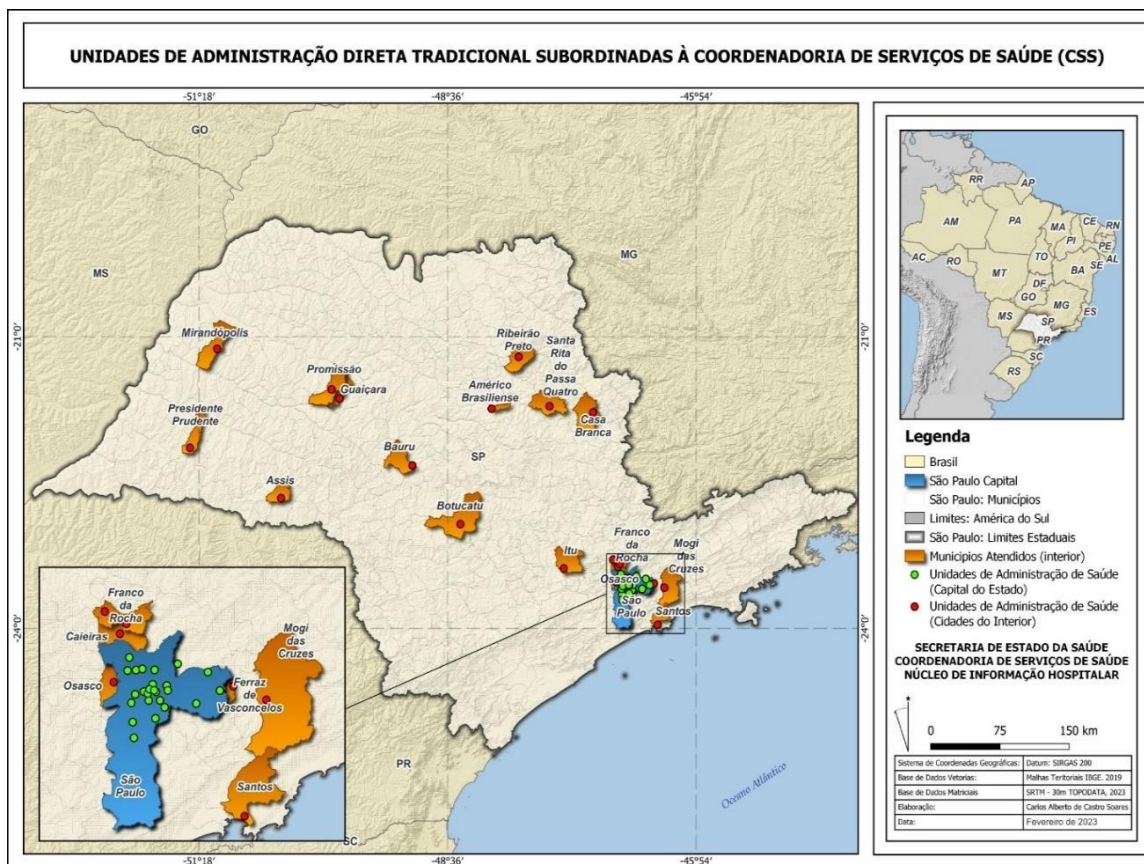 UNIDADES DE ADMINISTRAÇÃO DIRETA TRADICIONAL SUBORDINADAS À COORDENADORIA DE SERVIÇOS DE SAÚDE (CSS)
-51°18'
-48°36'
-45°54'
GO
MS
MG
-21°0'
-21°0'
Mirandópolis
Ribeirão
Preto
Santa
Rita
do
Passa
Quatro
Promissão
Guaiçara
Américo
Brasiliense
Casa
Branca
Presidente
Prudente
Bauru
SP
Assis
Botucatu
Itu
Franco
da
Rocha
Mogi
das
Cruzes
Osasco
São
Paulo
Santos
-24°0'
-24°0'
Franco
da
Rocha
Caieiras
Mogi
das
Cruzes
Osasco
Ferraz
de
Vasconcelos
São
Paulo
Santos
PR
SC
Oceano Atlântico
-51°18'
-48°36'
-45°54'
RR
AP
AM
PA
MA
CE
RN
PI
PE
AL
AC
RO
TO
SE
MT
BA
DF
GO
MG
ES
MS
SP
PR
SC
RS
Legenda
Brasil
São Paulo Capital
São Paulo: Municípios
Limites: América do Sul
São Paulo: Limites Estaduais
Municipios Atendidos (interior)
Unidades de Administração de Saúde
(Capital do Estado)
Unidades de Administração de Saúde
(Cidades do Interior)
SECRETARIA DE ESTADO DA SAÚDE
COORDENADORIA DE SERVIÇOS DE SAÚDE
NÚCLEO DE INFORMAÇÃO HOSPITALAR
0 75 150 km
Sistema de Coordenadas Geográficas: Datum: SIRGAS 200
Base de Dados Vetorias: Malhas Teritoriais IBGE. 2019
Base de Dados Matriciais SRTM - 30m TOPODATA, 2023
Elaboração: Carlos Alberto de Castro Soares
Data: Fevereiro de 2023